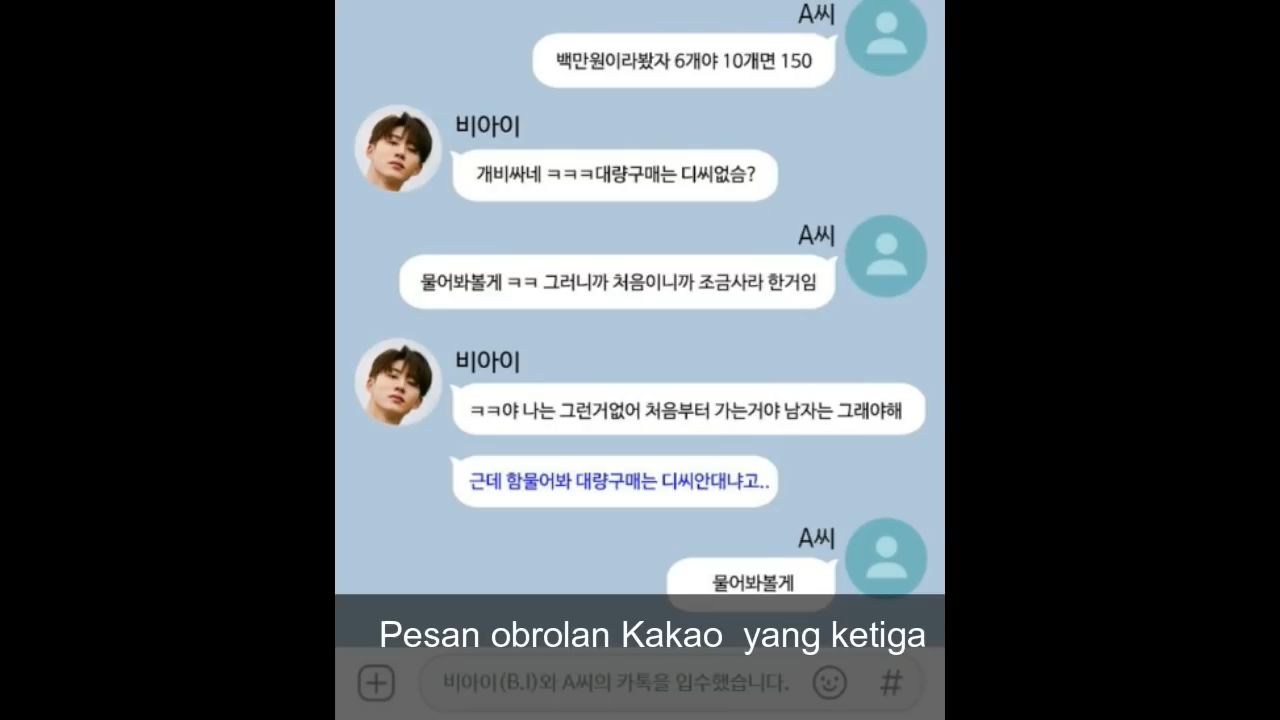 A씨
백만원이라봤자 6개야 10개면 150
비아이
개비싸네 ㅋㅋㅋ대량구매는 디씨없슴?
A씨
물어봐볼게 ㅋㅋ 그러니까 처음이니까 조금사라 한거임
비아이
ㅋㅋ야 나는 그런거없어 처음부터 가는거야 남자는 그래야해
근데 함물어봐 대량구매는 디씨안대냐고..
A씨
물어봐볼게
Pesan obrolan Kakao yang ketiga
비아이(B.I)와 A씨의 카톡을 입수했습니다.
#